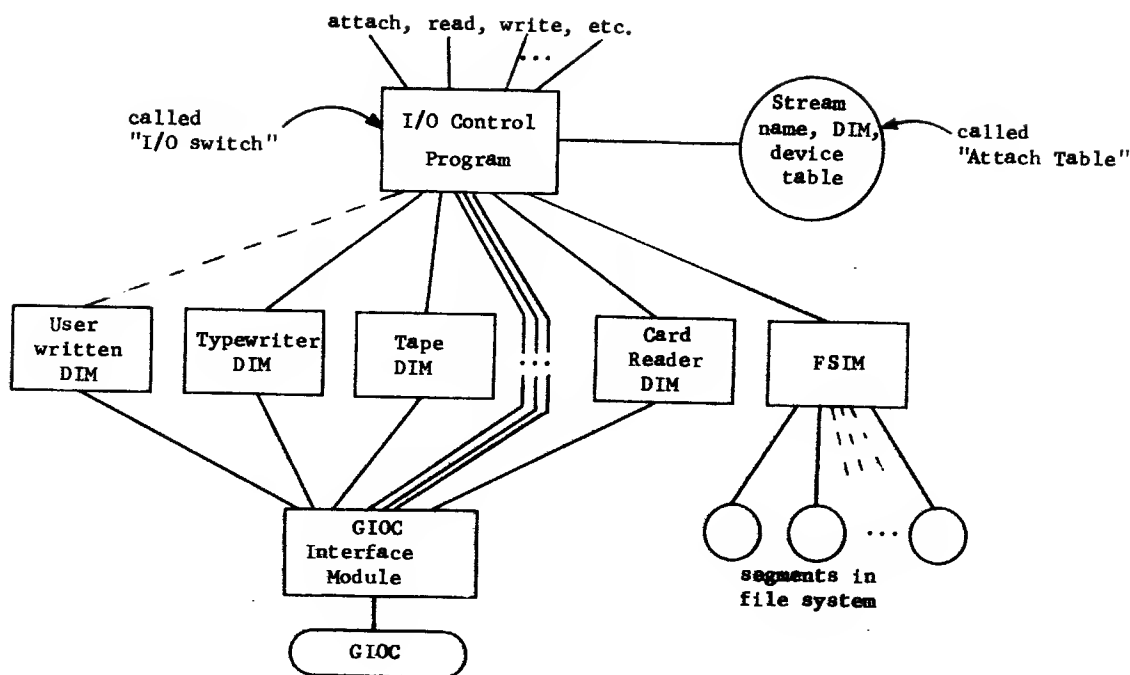 attach, read, write, etc.
...
called
"I/O switch"
I/O Control
Program
Stream
name, DIM,
device
table
called
"Attach Table"
User
written
DIM
Typewriter
DIM
Tape
DIM
...
Card
Reader
DIM
FSIM
...
segments in
file system
GIOC
Interface
Module
GIOC